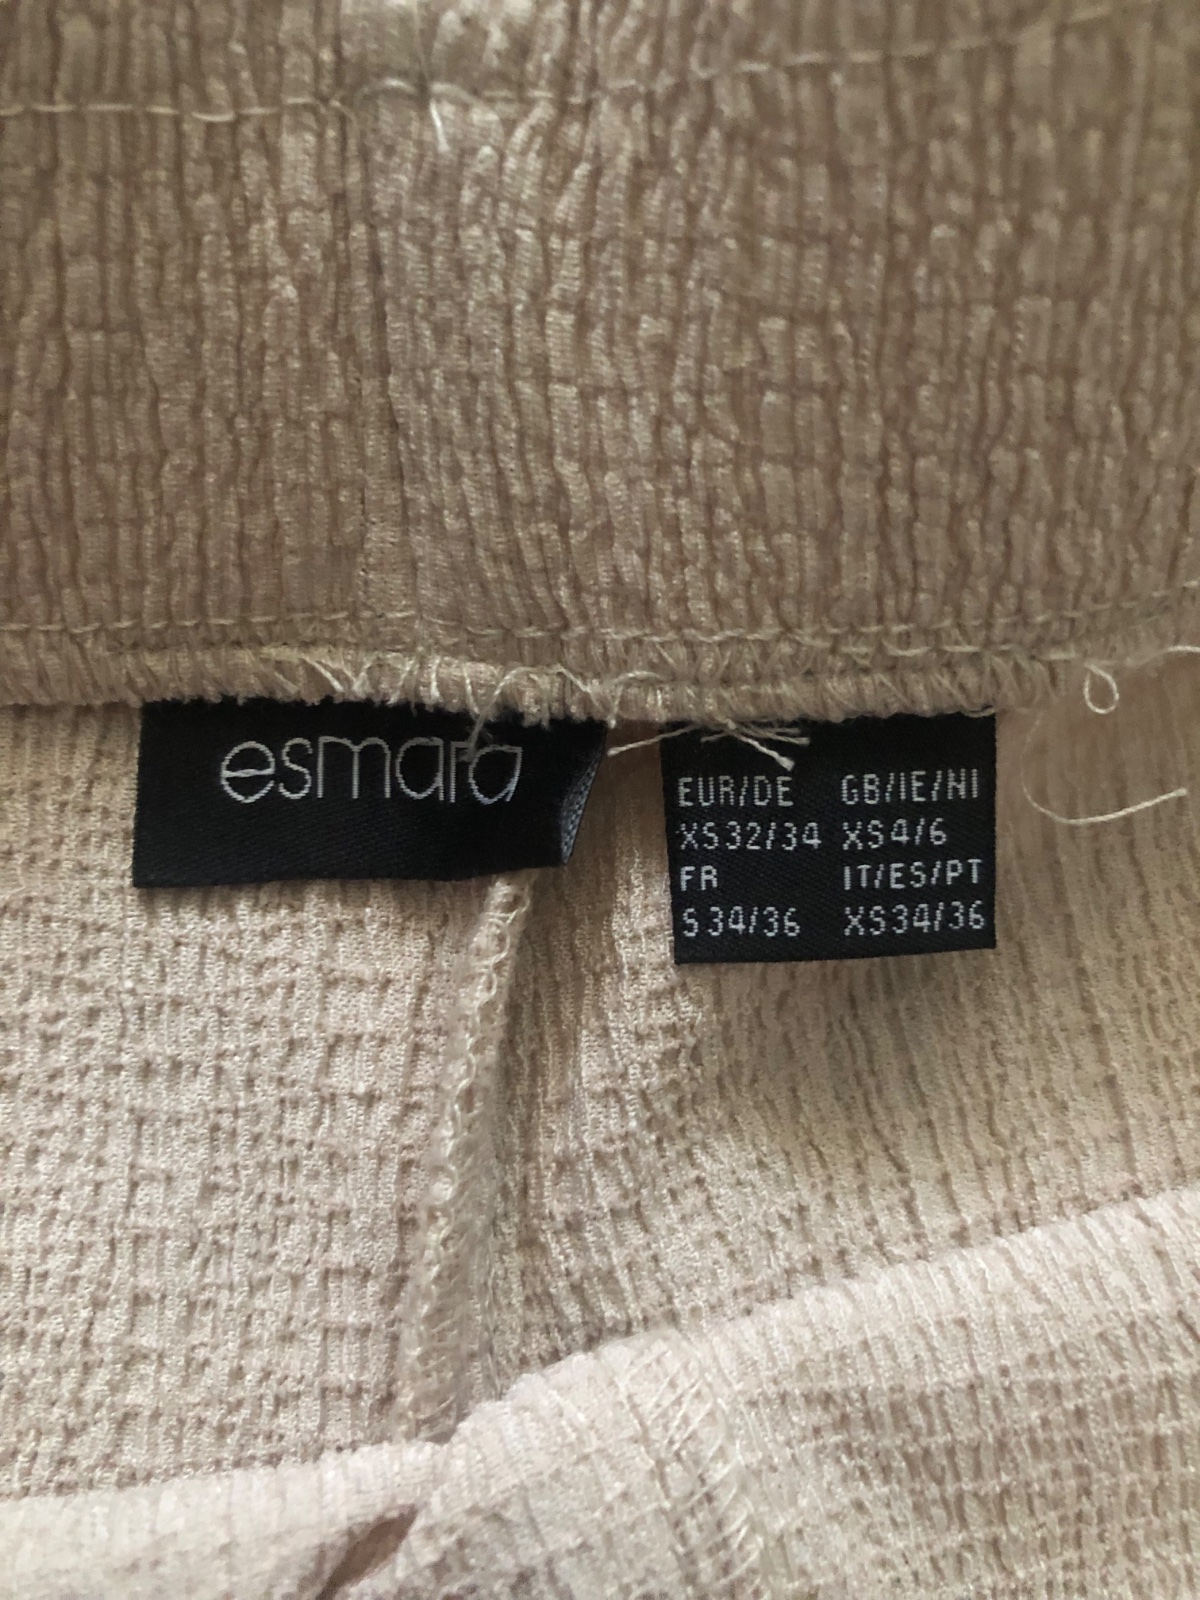 esmara
EUR/DE GB/IE/NI
XS32/34 XS4/6
FR IT/ES/PT
S34/36 XS34/36